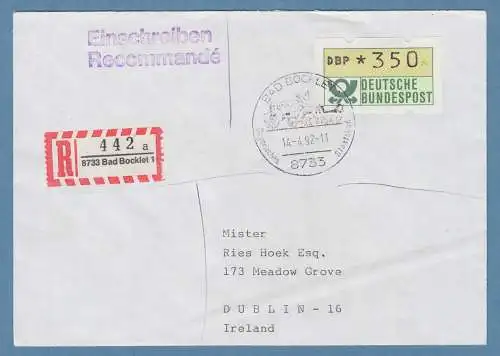 Einschreiben
Recommandé
DBP *350
DEUTSCHE
BUNDESPOST
BAD BOCKLET
14.-4.92-11
8733
R 442 a
8733 Bad Bocklet 1
Mister
Ries Hoek Esq.
173 Meadow Grove
DUBLIN-16
Ireland